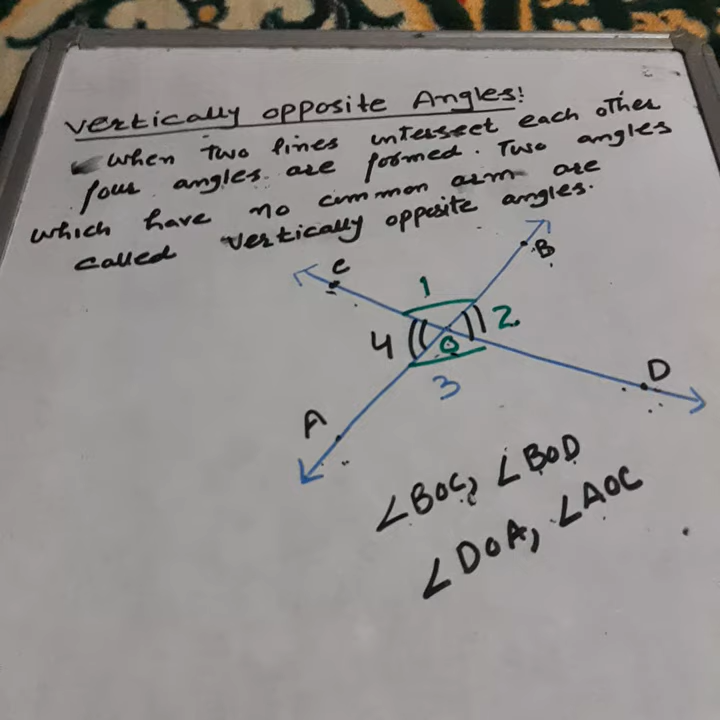 Vertically opposite Angles!
When Two lines intersect each other
four angles are formed. Two angles
which have no common arm are
called vertically opposite angles.
C
B
1
2
4
O
3
D
A
∠BOC, ∠BOD
∠DOA, ∠AOC